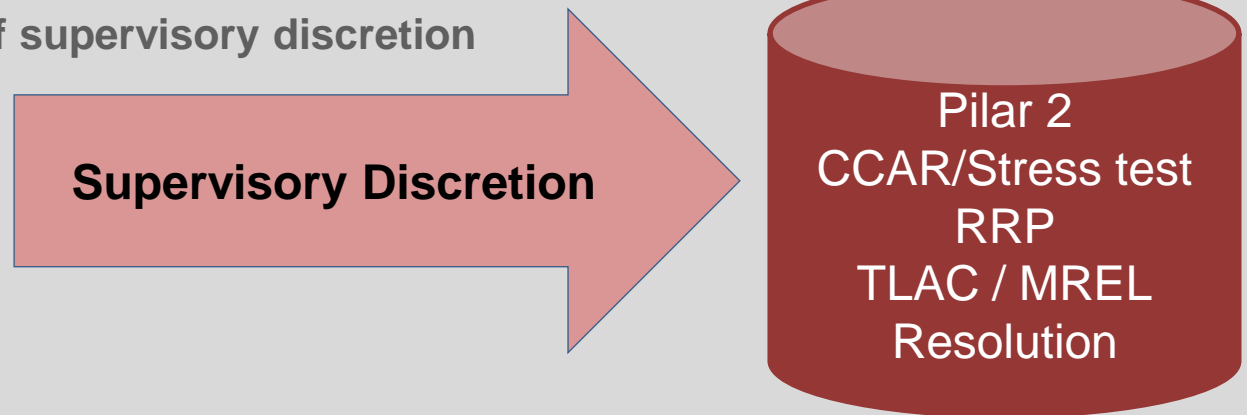 f supervisory discretion
Supervisory Discretion
Pilar 2
CCAR/Stress test
RRP
TLAC / MREL
Resolution